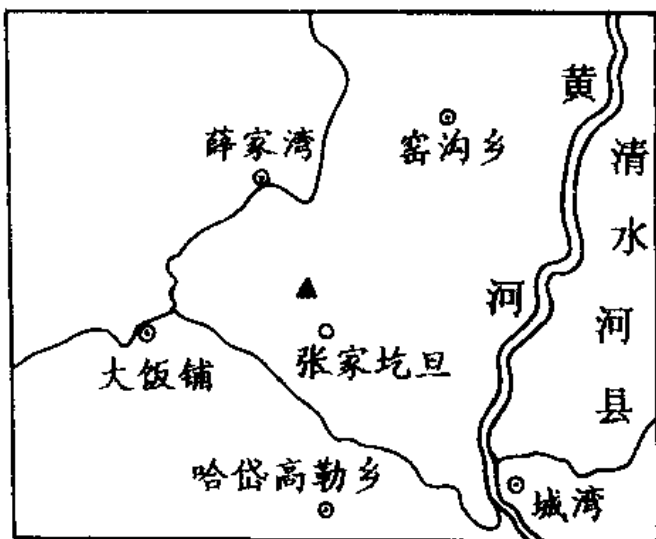 薛家湾
窑沟乡
黄河
清水河县
大饭铺
张家圪旦
哈岱高勒乡
城湾